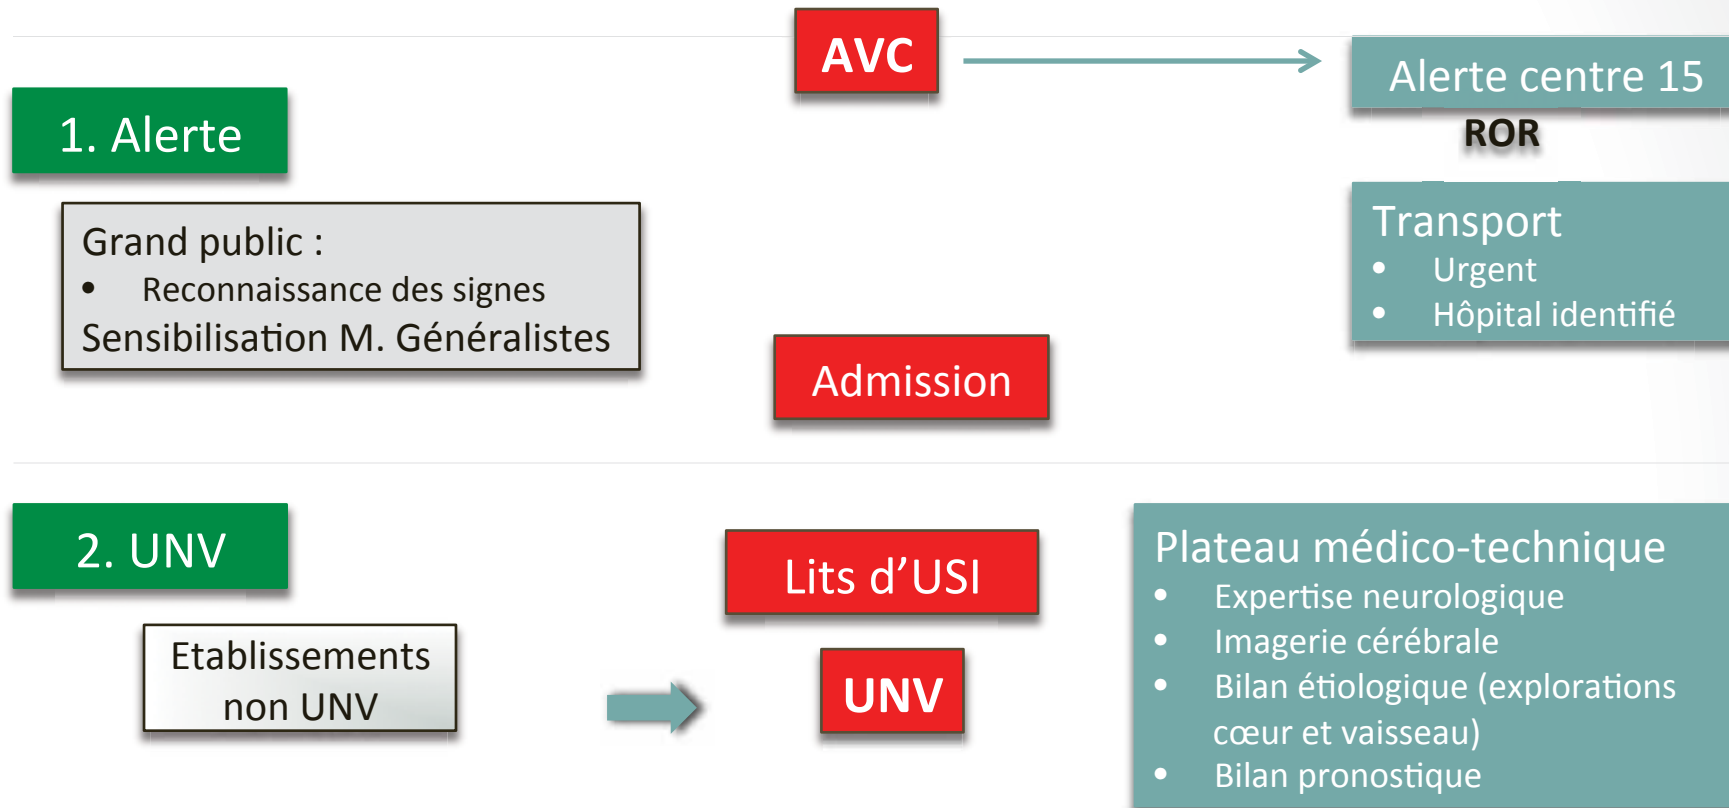 AVC
Alerte centre 15
ROR
1. Alerte
Grand public :
• Reconnaissance des signes
Sensibilisation M. Généralistes
Transport
• Urgent
• Hôpital identifié
Admission
2. UNV
Etablissements
non UNV
Lits d’USI
UNV
Plateau médico-technique
• Expertise neurologique
• Imagerie cérébrale
• Bilan étiologique (explorations
cœur et vaisseau)
• Bilan pronostique